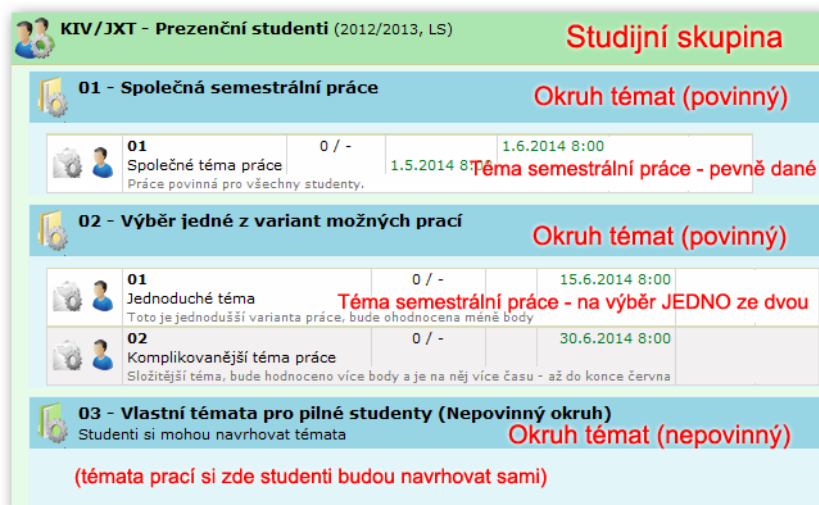 KIV/JXT - Prezenční studenti (2012/2013, LS) Studijní skupina
01 - Společná semestrální práce
Okruh témat (povinný)
01 0 / - 1.6.2014 8:00
Společné téma práce 1.5.2014 8:00 Téma semestrální práce - pevně dané
Práce povinná pro všechny studenty.
02 - Výběr jedné z variant možných prací
Okruh témat (povinný)
01 0 / - 15.6.2014 8:00
Jednoduché téma Téma semestrální práce - na výběr JEDNO ze dvou
Toto je jednodušší varianta práce, bude ohodnocena méně body
02 0 / - 30.6.2014 8:00
Komplikovanější téma práce
Složitější téma, bude hodnoceno více body a je na něj více času - až do konce června
03 - Vlastní témata pro pilné studenty (Nepovinný okruh)
Studenti si mohou navrhovat témata Okruh témat (nepovinný)
(témata prací si zde studenti budou navrhovat sami)